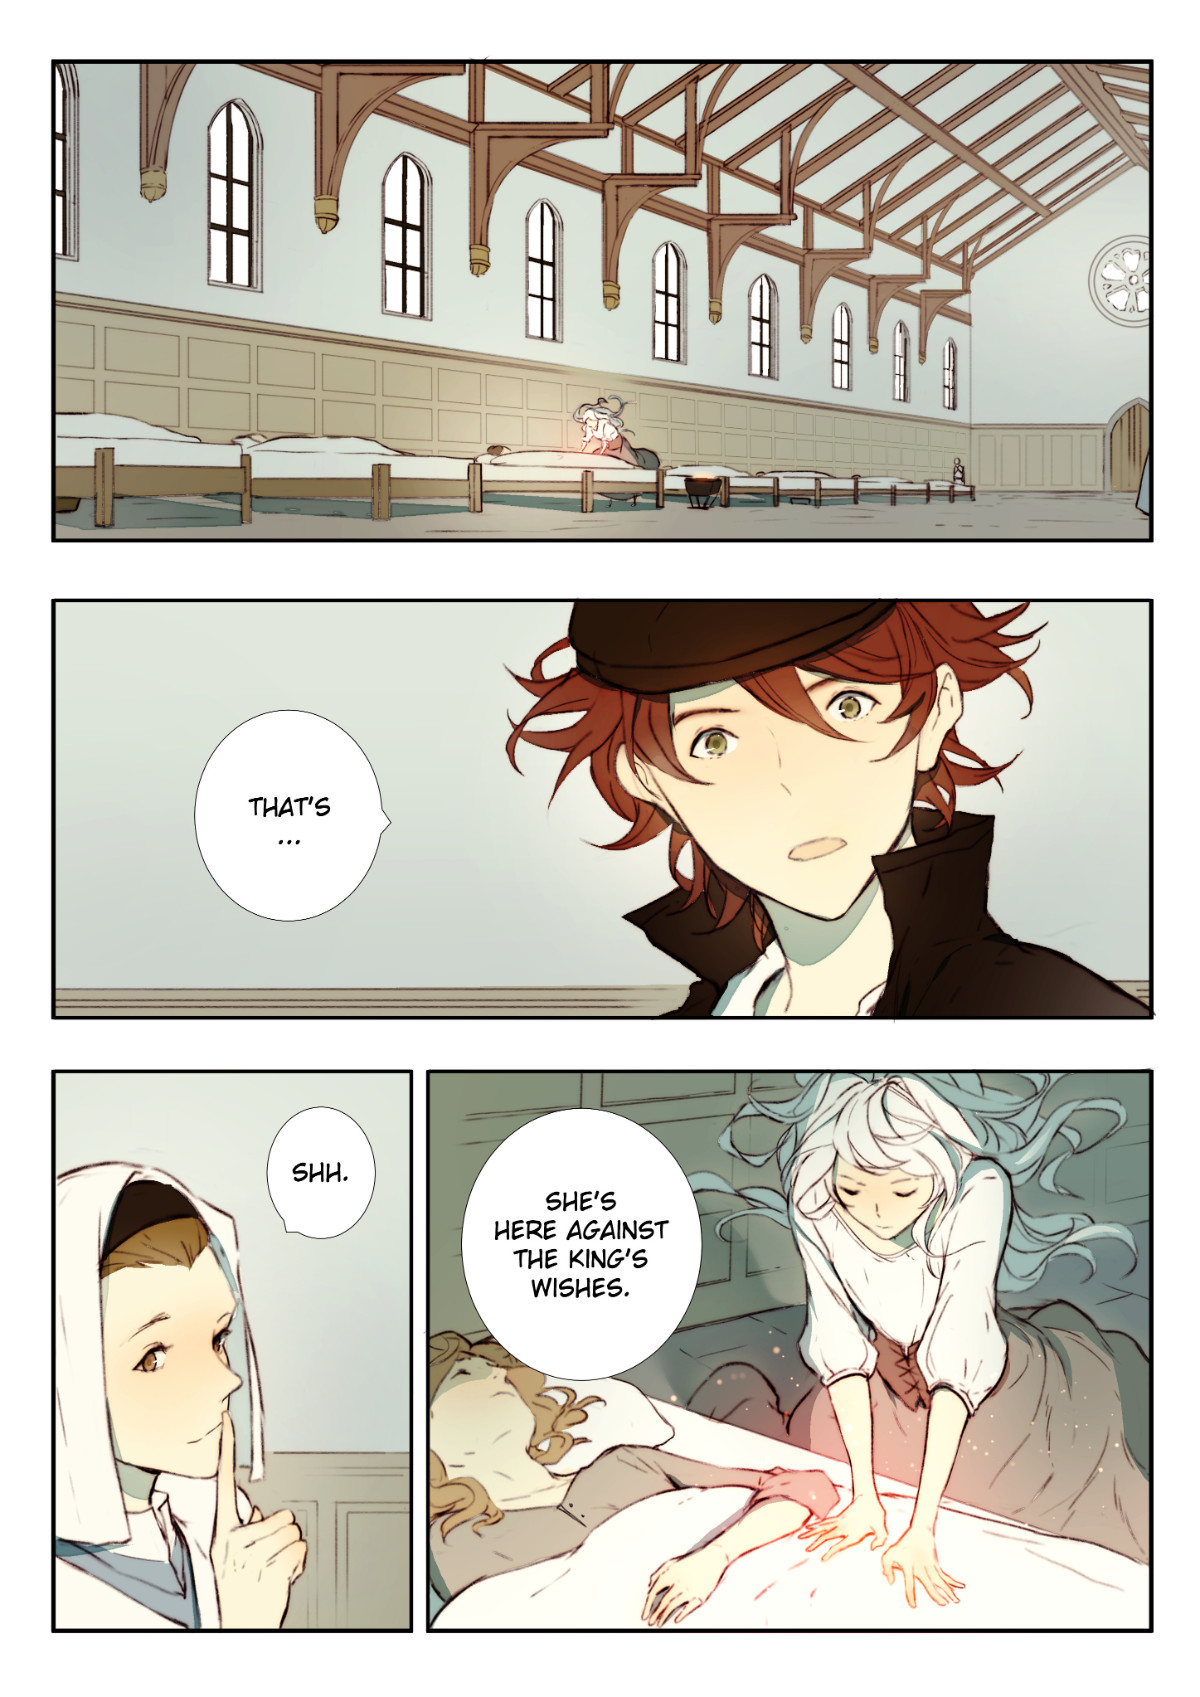 THAT'S
...
SHH.
SHE'S
HERE AGAINST
THE KING'S
WISHES.